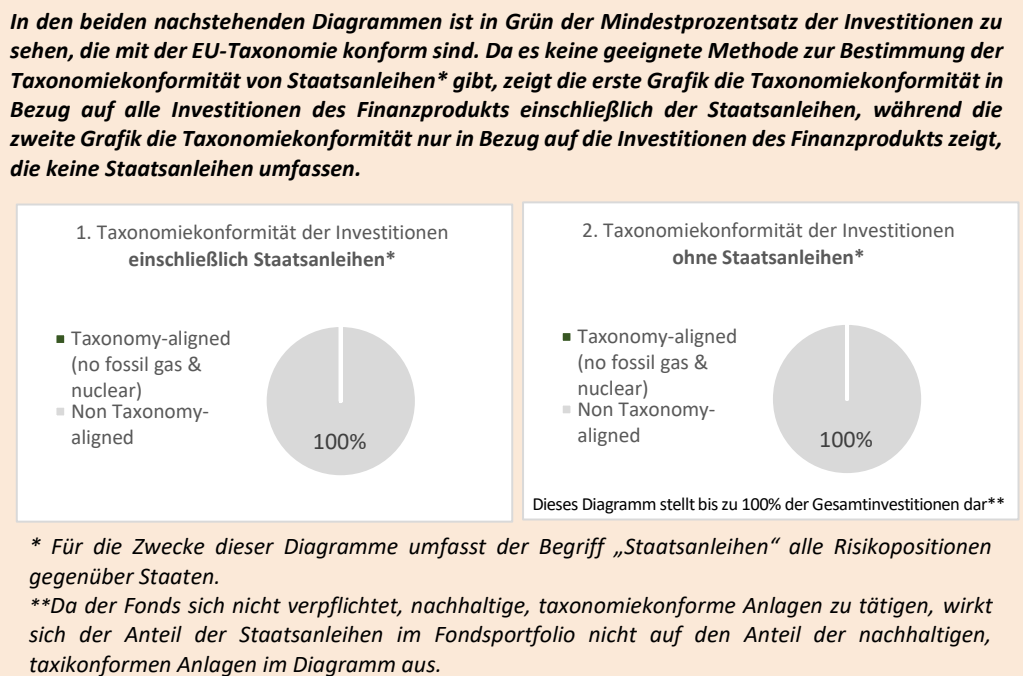 In den beiden nachstehenden Diagrammen ist in Grün der Mindestprozentsatz der Investitionen zu
sehen, die mit der EU-Taxonomie konform sind. Da es keine geeignete Methode zur Bestimmung der
Taxonomiekonformität von Staatsanleihen* gibt, zeigt die erste Grafik die Taxonomiekonformität in
Bezug auf alle Investitionen des Finanzprodukts einschließlich der Staatsanleihen, während die
zweite Grafik die Taxonomiekonformität nur in Bezug auf die Investitionen des Finanzprodukts zeigt,
die keine Staatsanleihen umfassen.
1. Taxonomiekonformität der Investitionen
einschließlich Staatsanleihen*
Taxonomy-aligned
(no fossil gas &
nuclear)
Non Taxonomy-
aligned
100%
2. Taxonomiekonformität der Investitionen
ohne Staatsanleihen*
Taxonomy-aligned
(no fossil gas &
nuclear)
Non Taxonomy-
aligned
100%
Dieses Diagramm stellt bis zu 100% der Gesamtinvestitionen dar**
* Für die Zwecke dieser Diagramme umfasst der Begriff „Staatsanleihen“ alle Risikopositionen
gegenüber Staaten.
**Da der Fonds sich nicht verpflichtet, nachhaltige, taxonomiekonforme Anlagen zu tätigen, wirkt
sich der Anteil der Staatsanleihen im Fondsportfolio nicht auf den Anteil der nachhaltigen,
taxikonformen Anlagen im Diagramm aus.